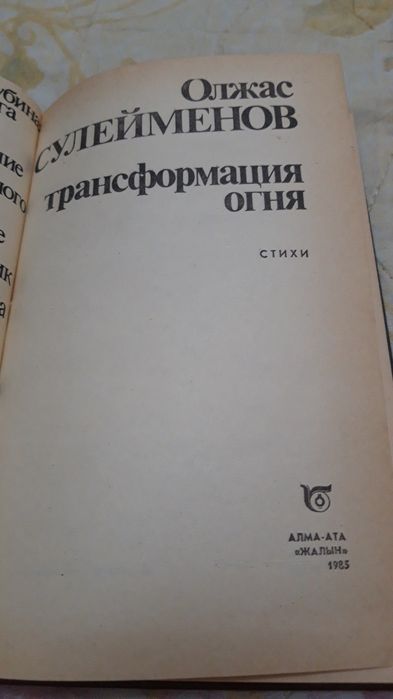 Олжас
СУЛЕЙМЕНОВ
трансформация
огня
СТИХИ
АЛМА-АТА
«ЖАЛЫН»
1985